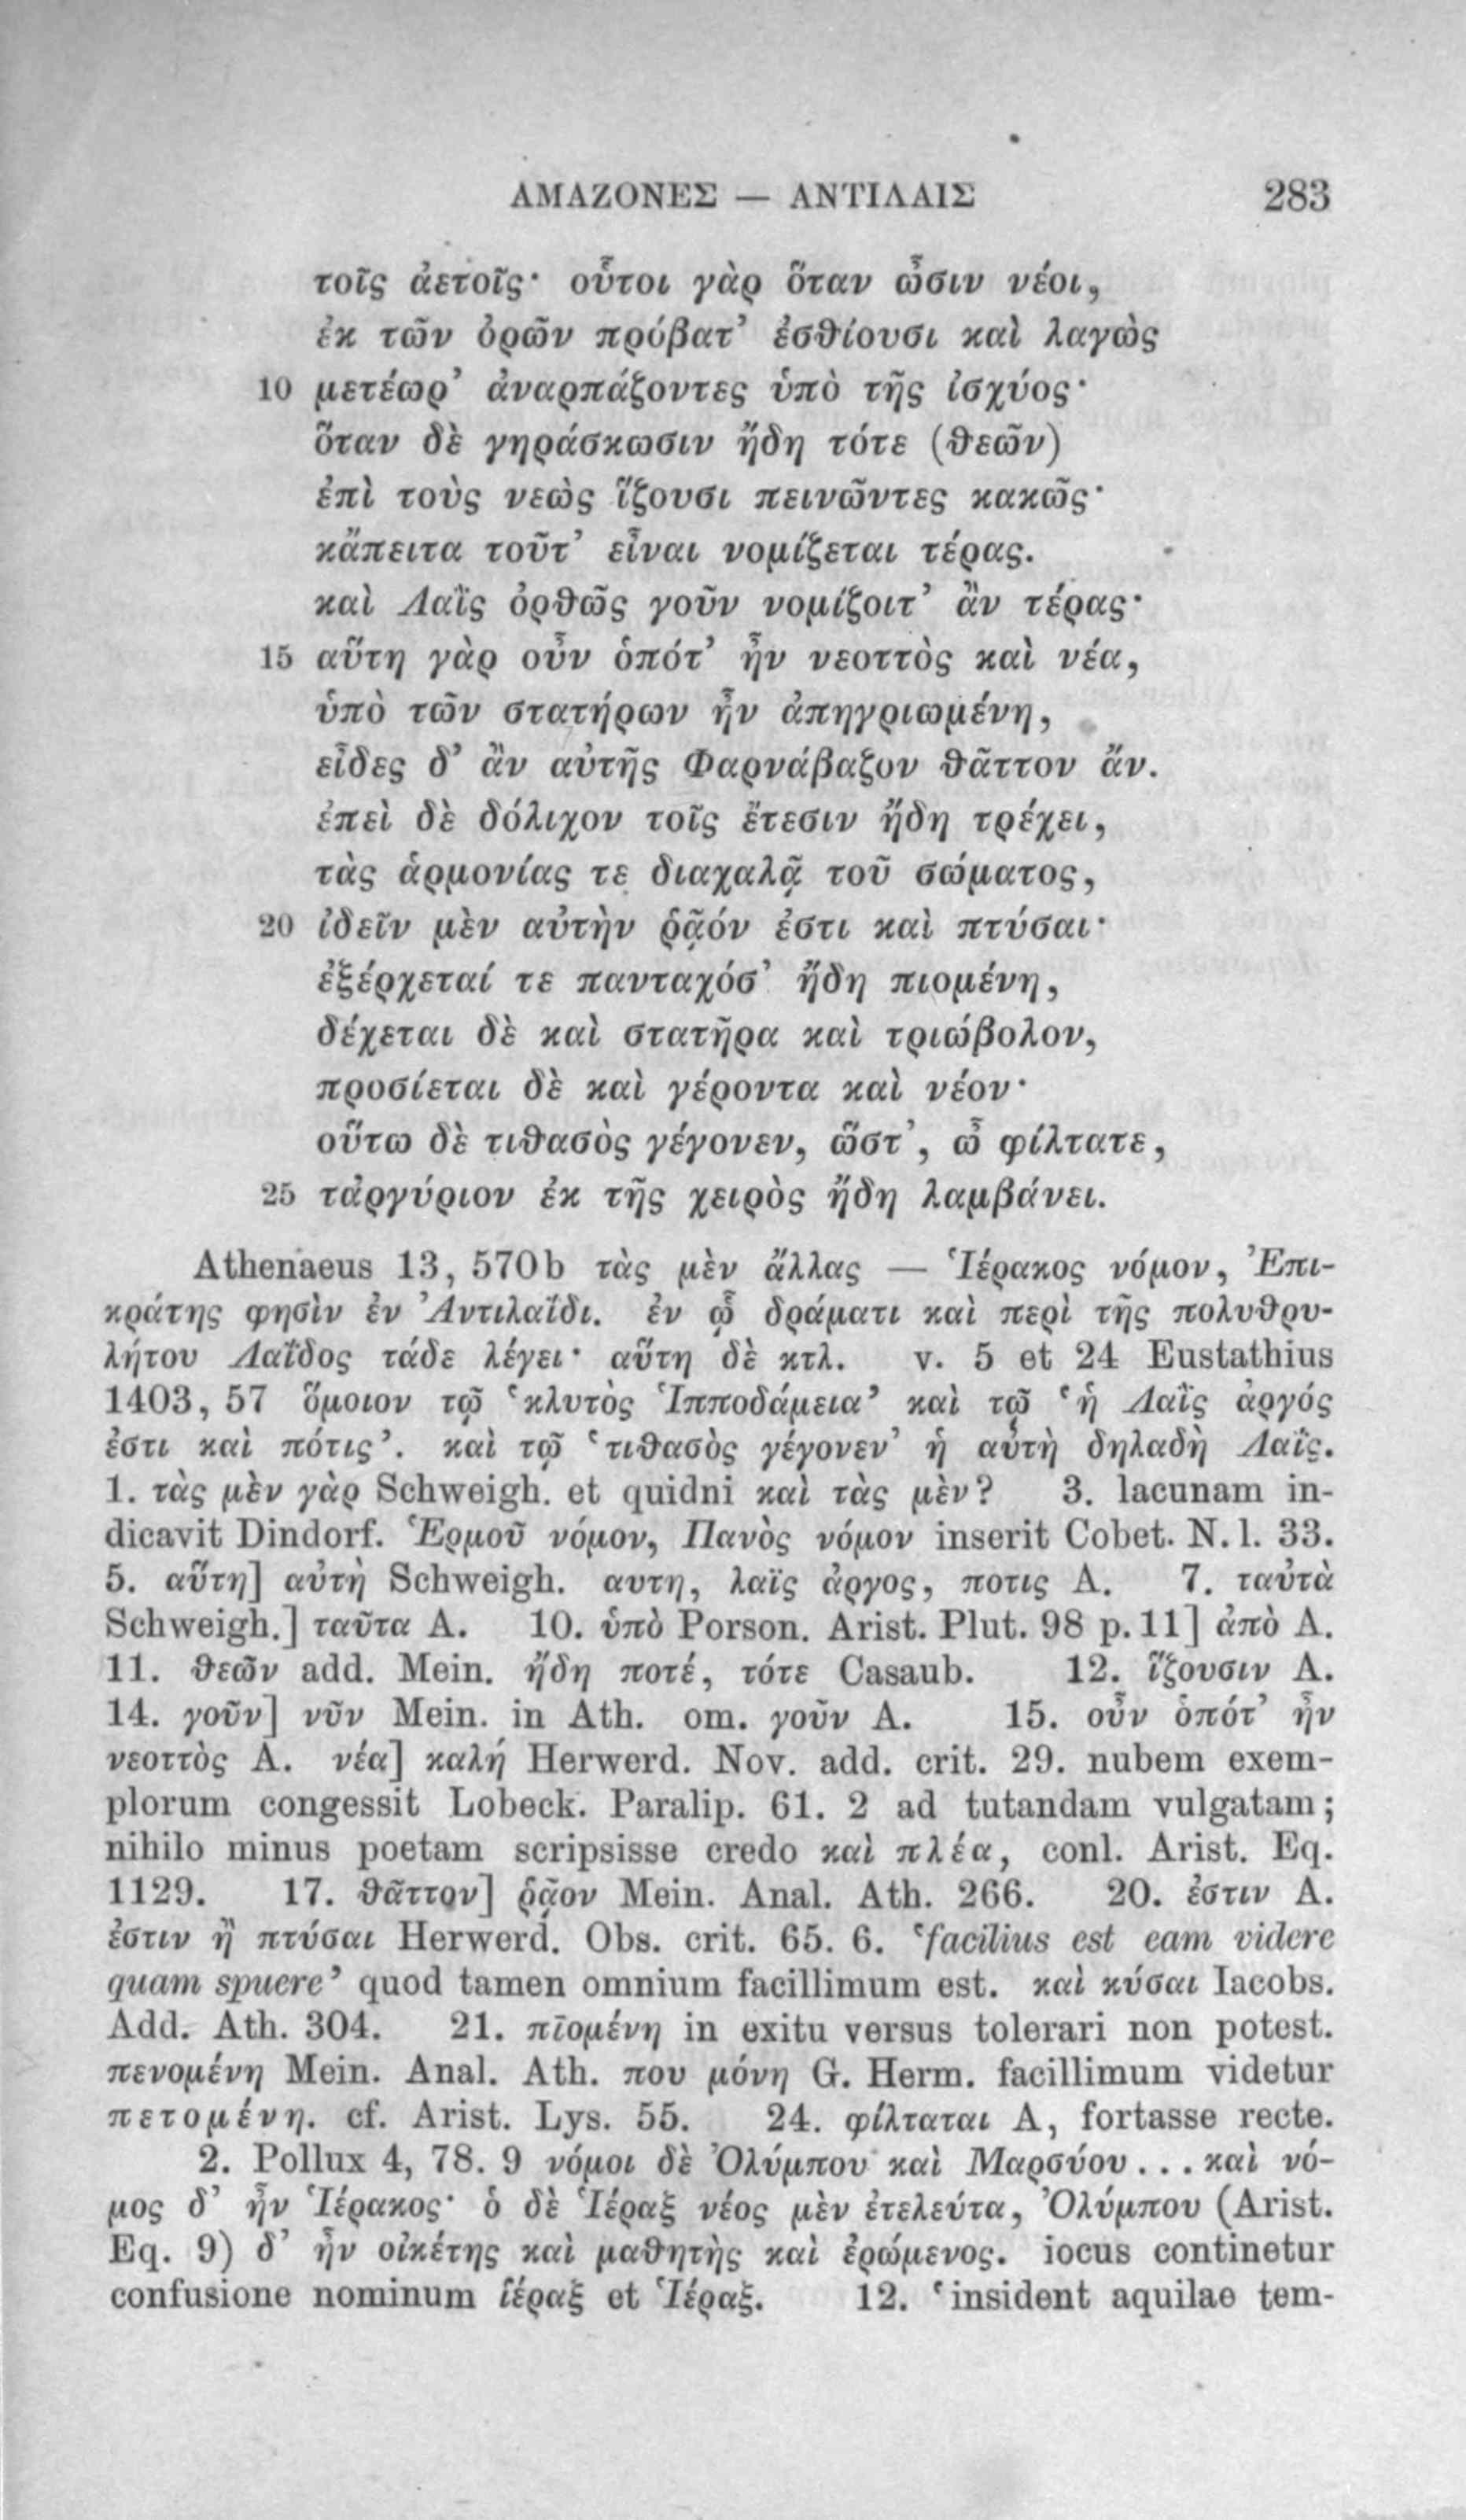 ΑΜΑΖΟΝΕΣ — ΑΝΤΙΛΑΙΣ 283
τοῖς ἀετοῖς· οὗτοι γὰρ ὅταν ὦσιν νέοι,
ἐκ τῶν ὀρῶν πρόβατ’ ἐσθίουσι καὶ λαγὼς
10 μετέωρ’ ἀναρπάζοντες ὑπὸ τῆς ἰσχύος·
ὅταν δὲ γηράσκωσιν ἤδη τότε (θεῶν)
ἐπὶ τοὺς νεὼς ἵζουσι πεινῶντες κακῶς·
κἄπειτα τοῦτ’ εἶναι νομίζεται τέρας.
καὶ Λαῒς ὀρθῶς γοῦν νομίζοιτ’ ἂν τέρας·
15 αὕτη γὰρ οὖν ὁπότ’ ἦν νεοττὸς καὶ νέα,
ὑπὸ τῶν στατήρων ἦν ἀπηγριωμένη,
εἶδες δ’ ἂν αὐτῆς Φαρνάβαζον θᾶττον ἄν.
ἐπεὶ δὲ δόλιχον τοῖς ἔτεσιν ἤδη τρέχει,
τὰς ἁρμονίας τε διαχαλᾷ τοῦ σώματος,
20 ἰδεῖν μὲν αὐτὴν ῥᾷόν ἐστι καὶ πτύσαι·
ἐξέρχεταί τε πανταχόσ’ ἤδη πιομένη,
δέχεται δὲ καὶ στατῆρα καὶ τριώβολον,
προσίεται δὲ καὶ γέροντα καὶ νέον·
οὕτω δὲ τιθασὸς γέγονεν, ὥστ’, ὦ φίλτατε,
25 τἀργύριον ἐκ τῆς χειρὸς ἤδη λαμβάνει.
Athenaeus 13, 570b τὰς μὲν ἄλλας — Ἱέρακος νόμον, Ἐπι-
κράτης φησὶν ἐν Ἀντιλαΐδι. ἐν ᾧ δράματι καὶ περὶ τῆς πολυθρυ-
λήτου Λαΐδος τάδε λέγει· αὕτη δὲ κτλ. v. 5 et 24 Eustathius
1403, 57 ὅμοιον τῷ ‘κλυτὸς Ἱπποδάμεια’ καὶ τῷ ‘ἡ Λαῒς ἀργός
ἐστι καὶ πότις’. καὶ τῷ ‘τιθασὸς γέγονεν’ ἡ αὐτὴ δηλαδὴ Λαΐς.
1. τὰς μὲν γὰρ Schweigh. et quidni καὶ τὰς μὲν? 3. lacunam in-
dicavit Dindorf. Ἑρμοῦ νόμον, Πανὸς νόμον inserit Cobet. N. l. 33.
5. αὕτη] αὐτὴ Schweigh. αυτη, λαῒς ἀργος, ποτις A. 7. ταὐτὰ
Schweigh.] ταῦτα A. 10. ὑπὸ Porson. Arist. Plut. 98 p. 11] ἀπὸ A.
11. θεῶν add. Mein. ἤδη ποτέ, τότε Casaub. 12. ἵζουσιν A.
14. γοῦν] νῦν Mein. in Ath. om. γοῦν A. 15. οὖν ὁπότ’ ἦν
νεοττὸς A. νέα] καλή Herwerd. Nov. add. crit. 29. nubem exem-
plorum congessit Lobeck. Paralip. 61. 2 ad tutandam vulgatam;
nihilo minus poetam scripsisse credo καὶ πλέα, conl. Arist. Eq.
1129. 17. θᾶττον] ῥᾷον Mein. Anal. Ath. 266. 20. ἐστιν A.
ἐστιν ἢ πτύσαι Herwerd. Obs. crit. 65. 6. ‘facilius est eam videre
quam spuere’ quod tamen omnium facillimum est. καὶ κύσαι Iacobs.
Add. Ath. 304. 21. πῑομένη in exitu versus tolerari non potest.
πενομένη Mein. Anal. Ath. που μόνη G. Herm. facillimum videtur
πετομένη. cf. Arist. Lys. 55. 24. φίλταται A, fortasse recte.
2. Pollux 4, 78. 9 νόμοι δὲ Ὀλύμπου καὶ Μαρσύου... καὶ νό-
μος δ’ ἦν Ἱέρακος· ὁ δὲ Ἱέραξ νέος μὲν ἐτελεύτα, Ὀλύμπου (Arist.
Eq. 9) δ’ ἦν οἰκέτης καὶ μαθητὴς καὶ ἐρώμενος. iocus continetur
confusione nominum ἱέραξ et Ἱέραξ. 12. ‘insident aquilae tem-